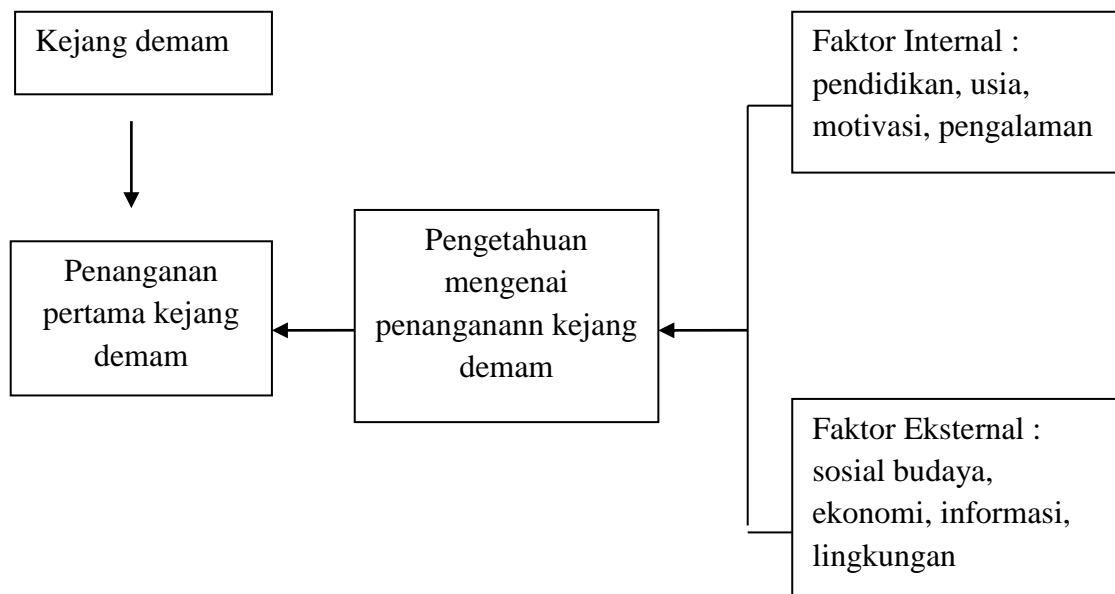 Kejang demam
Faktor Internal :
pendidikan, usia,
motivasi, pengalaman
Penanganan
pertama kejang
demam
Pengetahuan
mengenai
penanganann kejang
demam
Faktor Eksternal :
sosial budaya,
ekonomi, informasi,
lingkungan